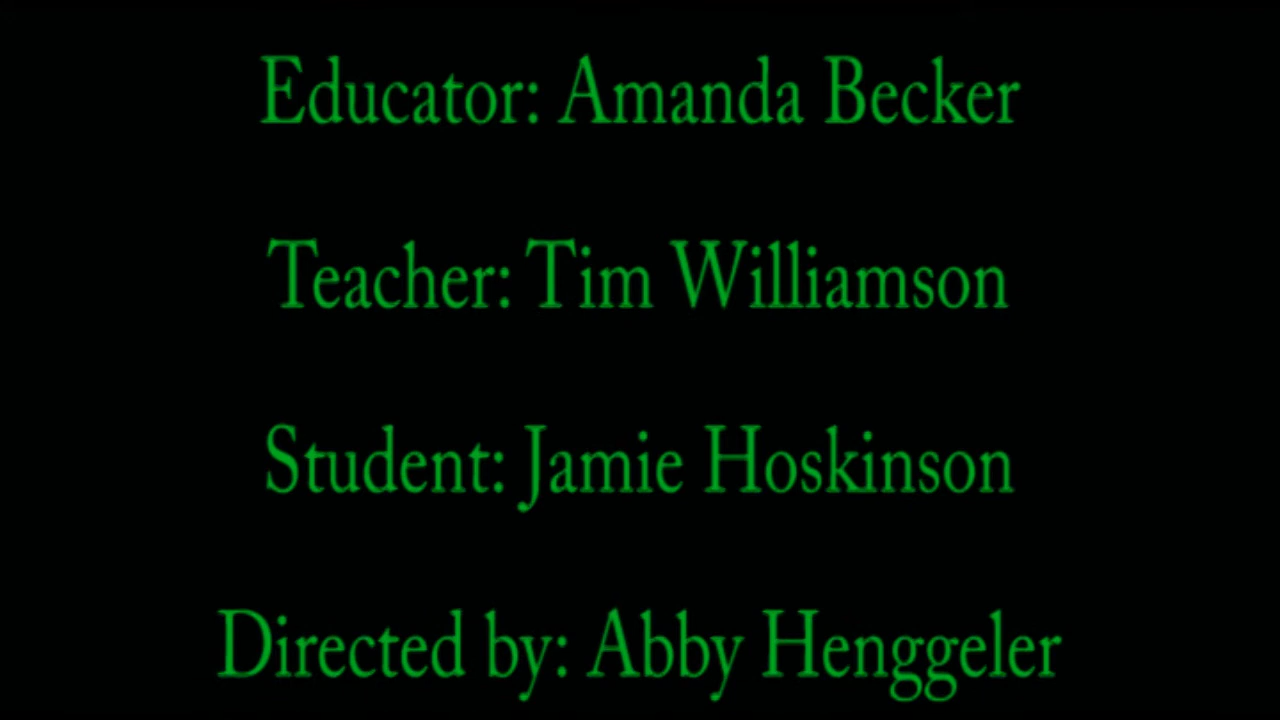 Educator: Amanda Becker
Teacher: Tim Williamson
Student: Jamie Hoskinson
Directed by: Abby Henggeler